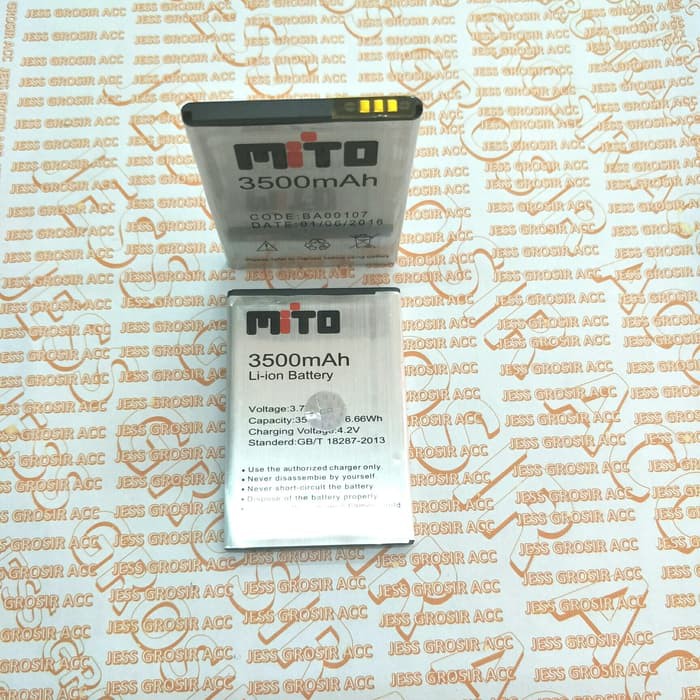 MiTO
3500mAh
CODE:BA00107
DATE:01/06/2016
MiTO
3500mAh
Li-ion Battery
Voltage:3.7
Capacity:35 6.66Wh
Charging Voltage:4.2V
Standerd:GB/T 18287-2013
• Use the authorized charger only
• Never disassembie by yourself.
• Never short-circuit the battery.
• Dispose of the battery properly.
JESS GROSIR ACC